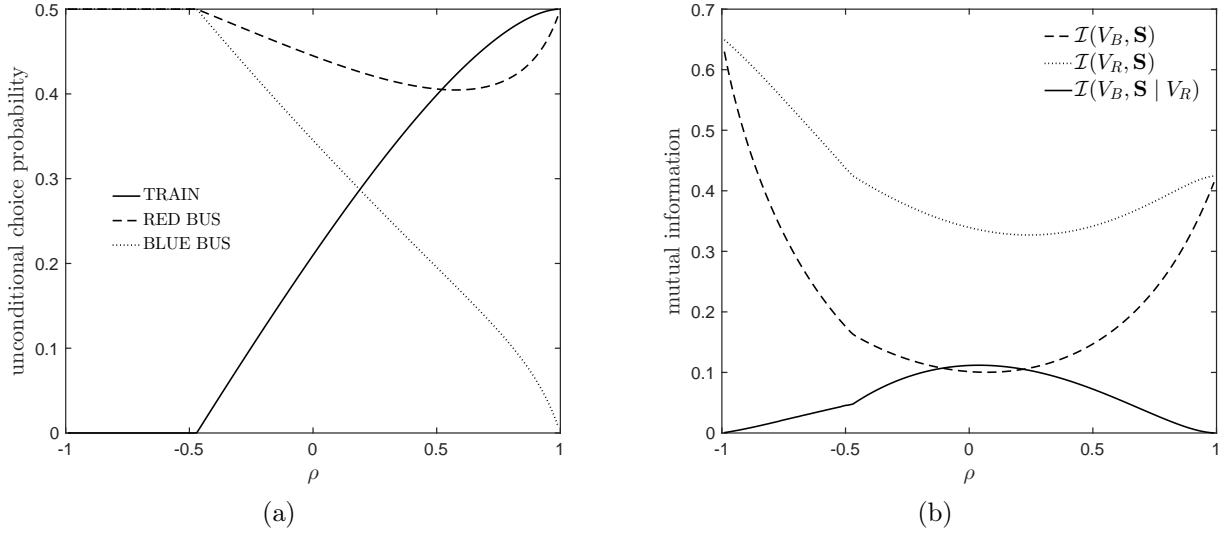 0.5
0.4
0.3
0.2
0.1
0
-1
-0.5
0
0.5
1
unconditional choice probability
ρ
TRAIN
RED BUS
BLUE BUS
(a)
0.7
0.6
0.5
0.4
0.3
0.2
0.1
0
-1
-0.5
0
0.5
1
mutual information
ρ
𝓘(V_B, 𝐒)
𝓘(V_R, 𝐒)
𝓘(V_B, 𝐒 | V_R)
(b)